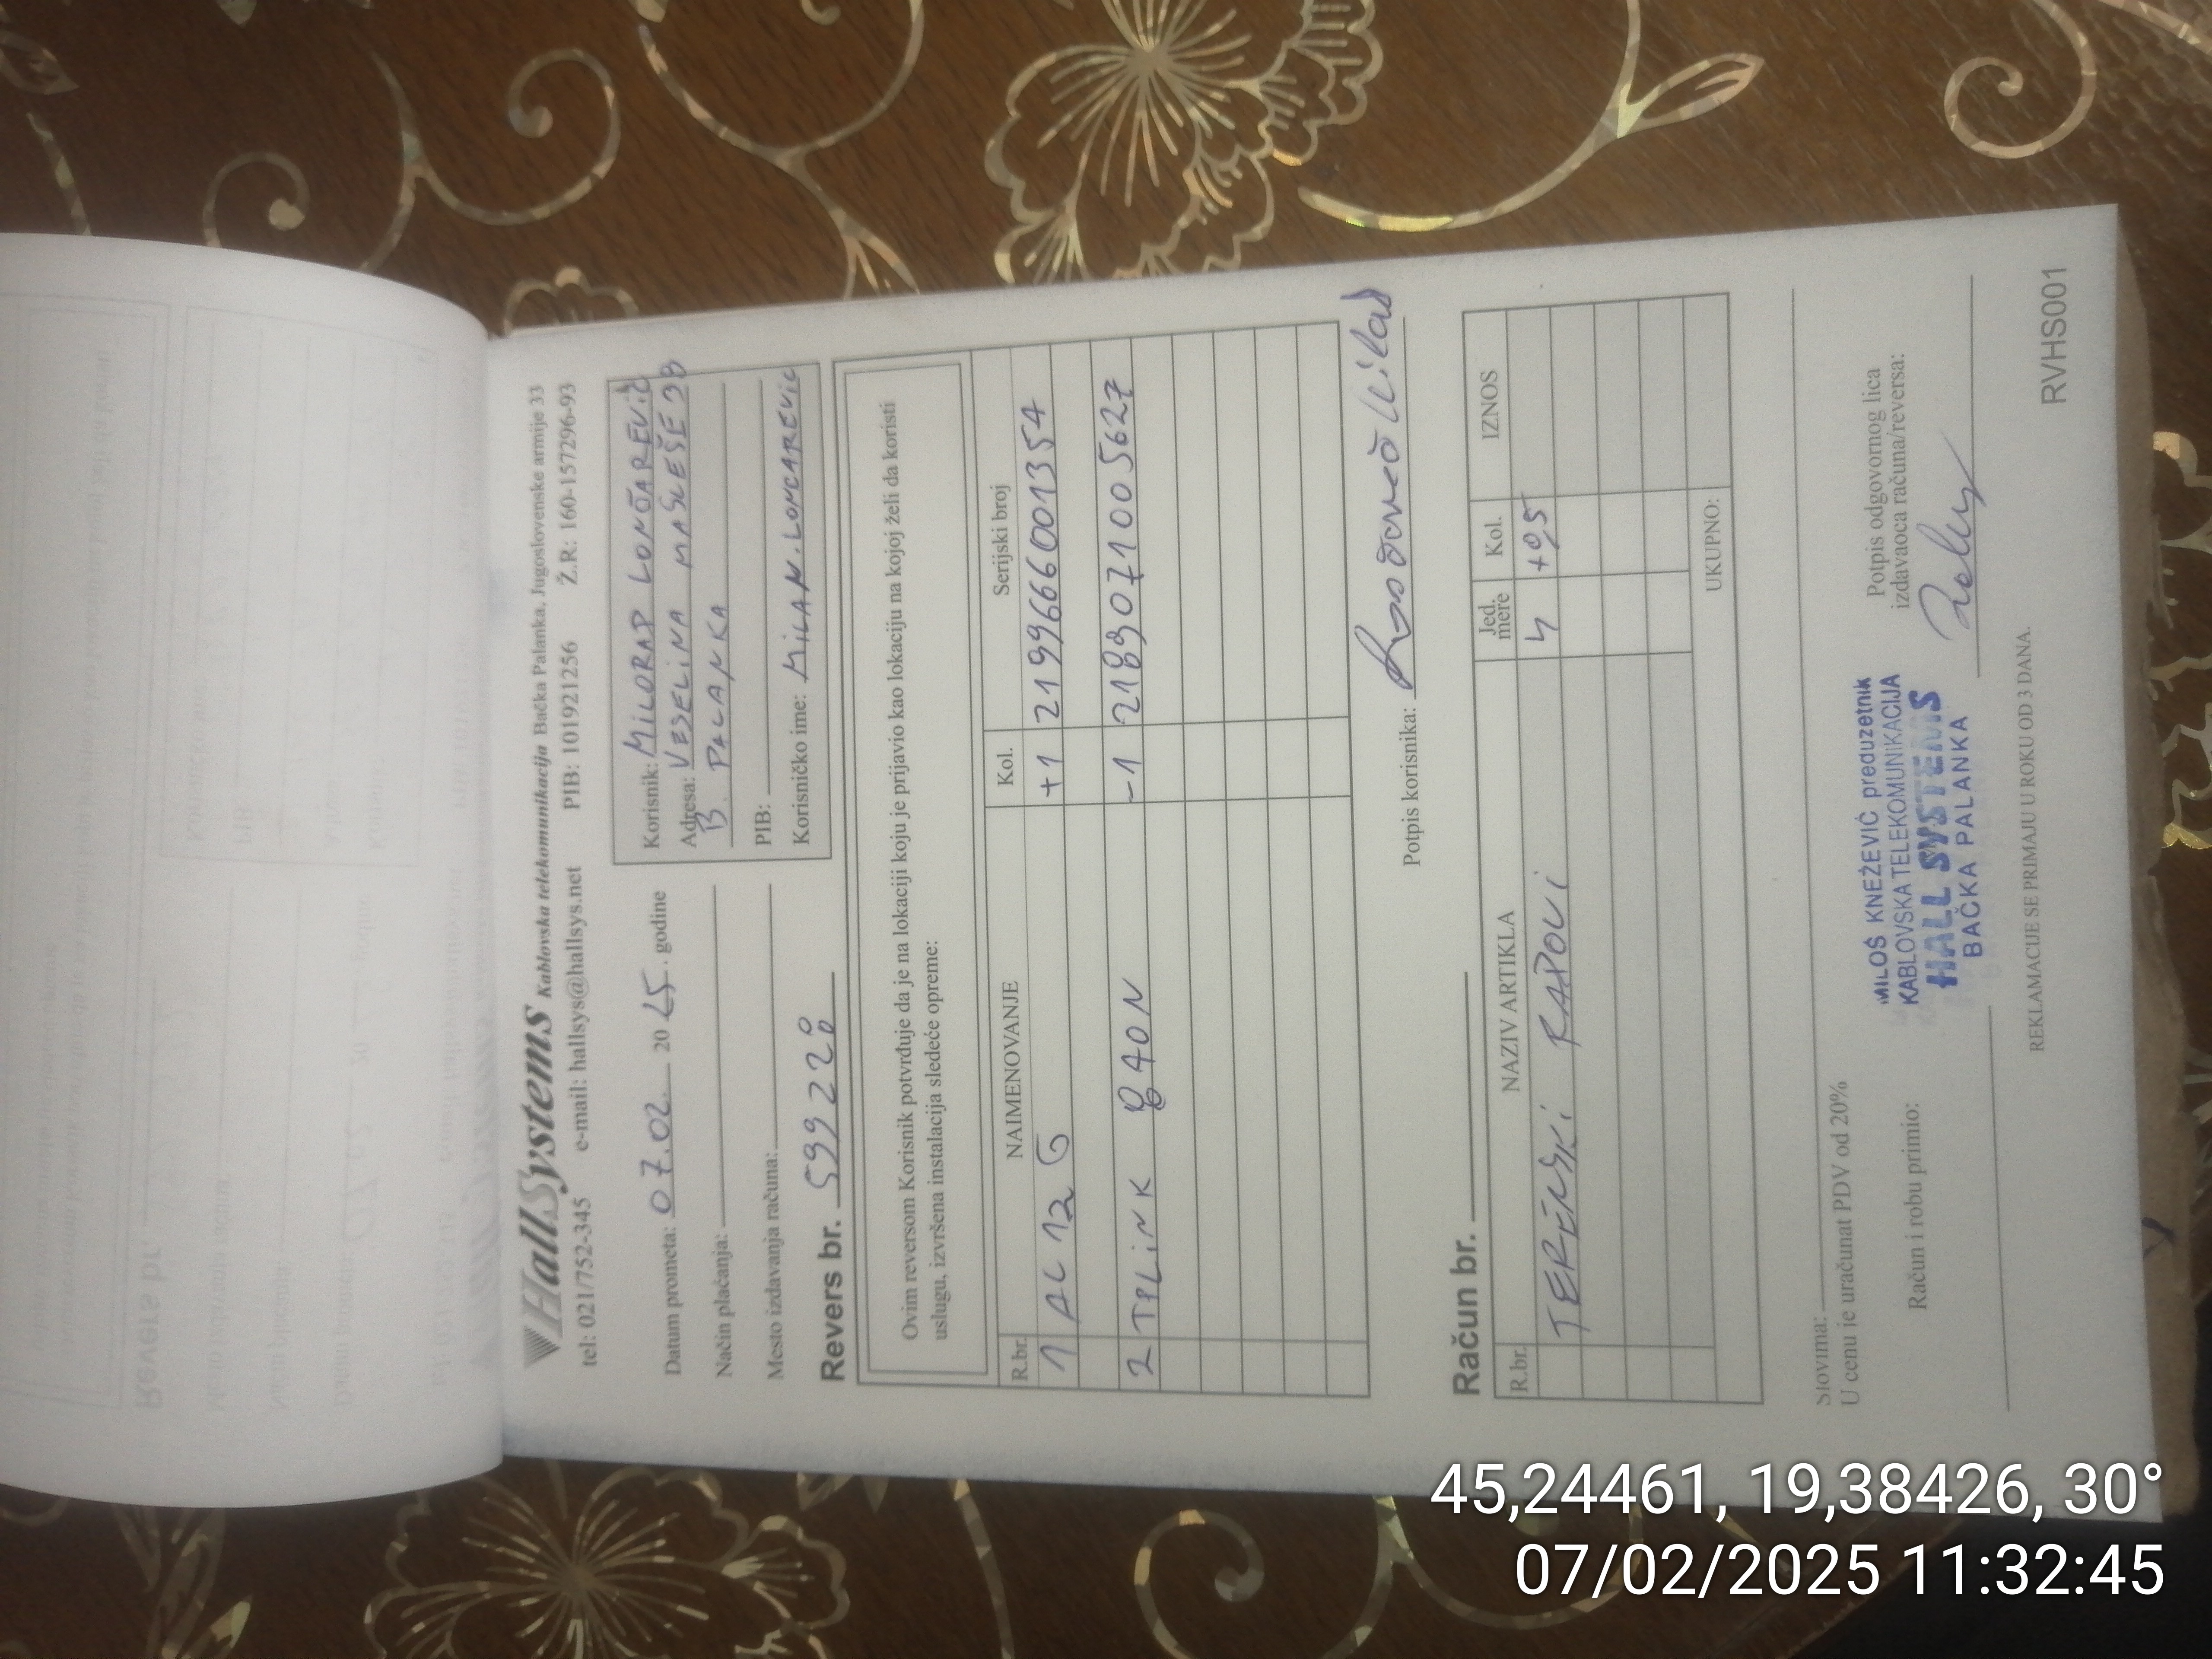 HallSystems Kablovska telekomunikacija Bačka Palanka, Jugoslovenske armije 33
tel: 021/752-345 e-mail: hallsys@hallsys.net PIB: 101921256 Ž.R: 160-157296-93
Datum prometa: 07.02. 2025. godine
Način plaćanja:
Mesto izdavanja računa:
Korisnik: MILORAD LONČAREVIĆ
Adresa: VESELINA MASLEŠE
B. PALANKA
PIB:
Korisničko ime: MILAN.LONCAREVIC
Revers br. 599220
Ovim reversom Korisnik potvrđuje da je na lokaciji koju je prijavio kao lokaciju na kojoj želi da koristi
uslugu, izvršena instalacija sledeće opreme:
R.br. NAIMENOVANJE Kol. Serijski broj
1 AC 12 G +1 2199666001354
2 TPLINK 840N -1 2189071005627
Potpis korisnika:
Račun br.
R.br. NAZIV ARTIKLA Jed. mere Kol. IZNOS
TERENSKI RADOVI h +0,5
UKUPNO:
Slovima:
U cenu je uračunat PDV od 20%
Račun i robu primio:
MILOŠ KNEŽEVIĆ preduzetnik
KABLOVSKA TELEKOMUNIKACIJA
HALL SYSTEMS
BAČKA PALANKA
Potpis odgovornog lica
izdavaoca računa/reversa:
REKLAMACIJE SE PRIMAJU U ROKU OD 3 DANA.
RVHS001
45,24461, 19,38426, 30°
07/02/2025 11:32:45